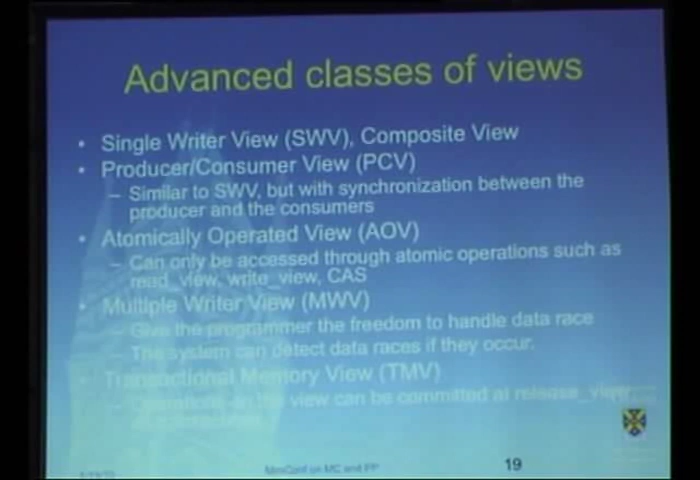 Advanced classes of views
• Single Writer View (SWV), Composite View
• Producer/Consumer View (PCV)
– Similar to SWV, but with synchronization between the
producer and the consumers
• Atomically Operated View (AOV)
– Can only be accessed through atomic operations such as
read_view, write_view, CAS
• Multiple Writer View (MWV)
– Give the programmer the freedom to handle data race
– The system can detect data races if they occur.
• Transactional Memory View (TMV)
– Operations on the view can be committed at release_view
MiniConf on MC and PP
19